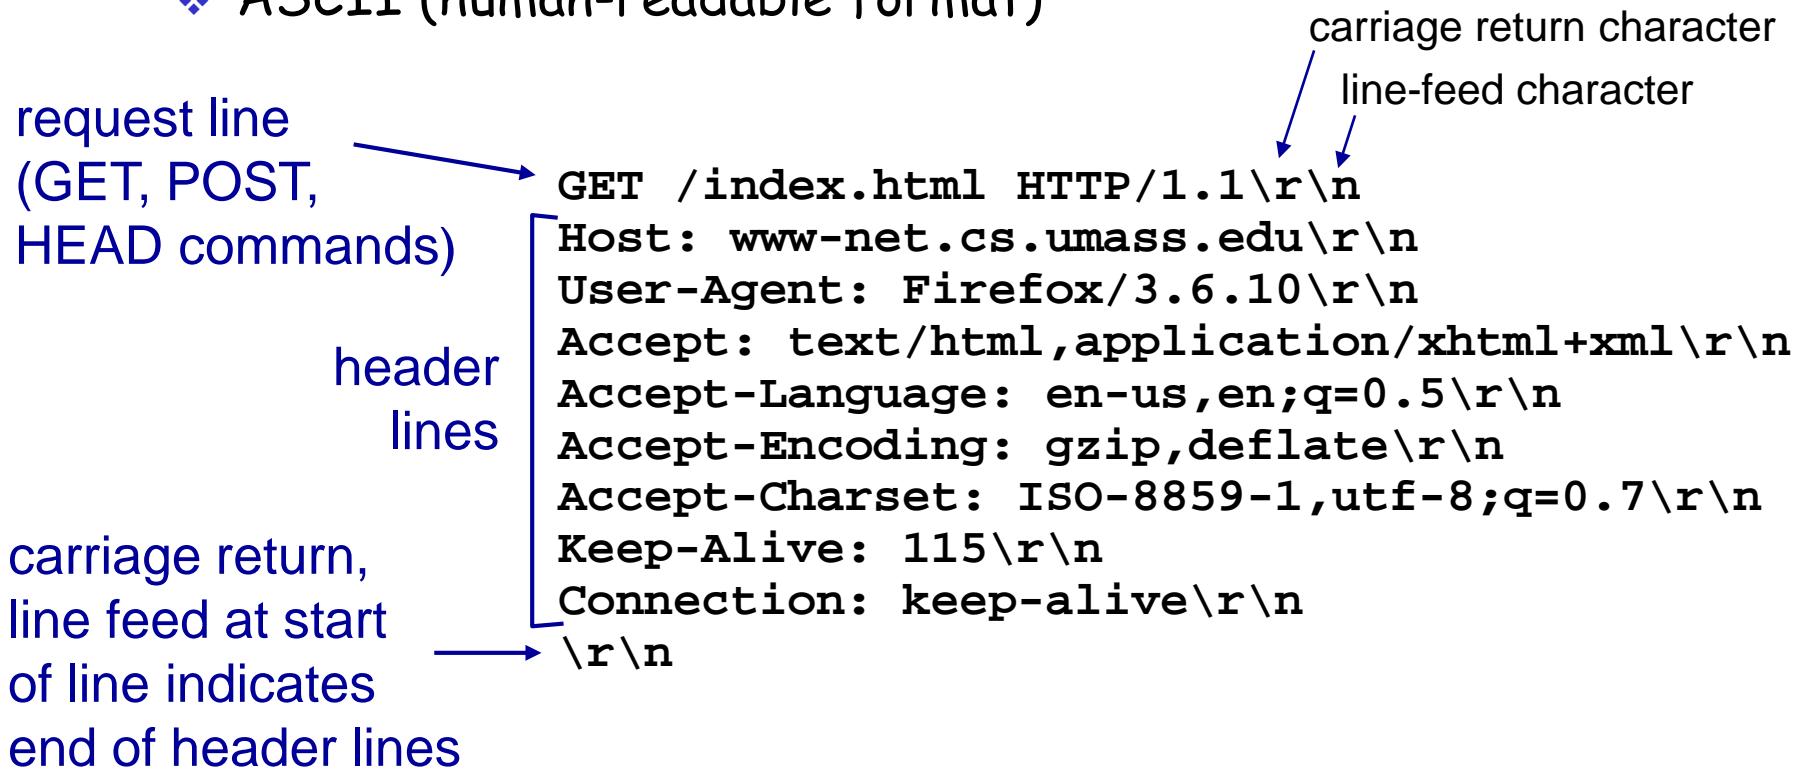 ❖ ASCII (human-readable format)
carriage return character
line-feed character
request line
(GET, POST,
HEAD commands)
GET /index.html HTTP/1.1\r\n
Host: www-net.cs.umass.edu\r\n
User-Agent: Firefox/3.6.10\r\n
Accept: text/html,application/xhtml+xml\r\n
Accept-Language: en-us,en;q=0.5\r\n
Accept-Encoding: gzip,deflate\r\n
Accept-Charset: ISO-8859-1,utf-8;q=0.7\r\n
Keep-Alive: 115\r\n
Connection: keep-alive\r\n
\r\n
header
lines
carriage return,
line feed at start
of line indicates
end of header lines